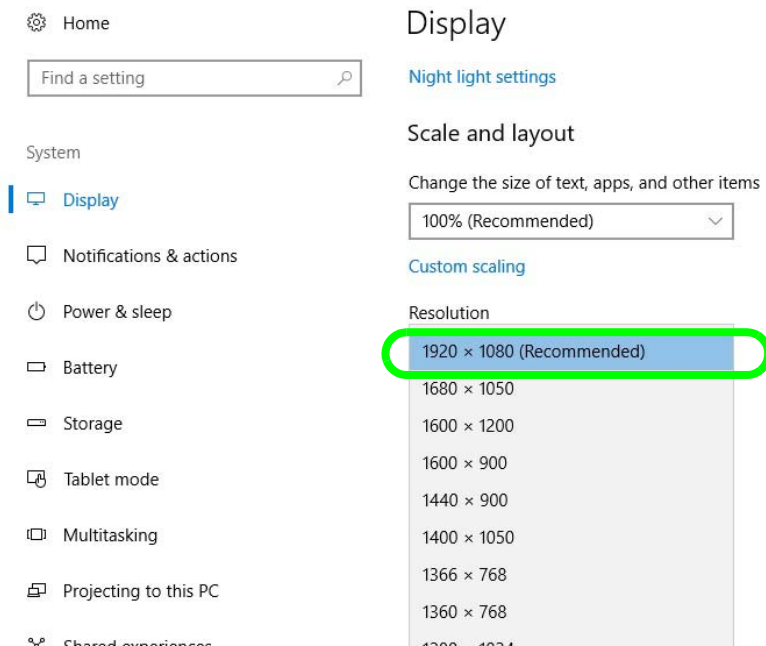 Home
Find a setting
System
Display
Notifications & actions
Power & sleep
Battery
Storage
Tablet mode
Multitasking
Projecting to this PC
Shared experiences
Display
Night light settings
Scale and layout
Change the size of text, apps, and other items
100% (Recommended)
Custom scaling
Resolution
1920 × 1080 (Recommended)
1680 × 1050
1600 × 1200
1600 × 900
1440 × 900
1400 × 1050
1366 × 768
1360 × 768